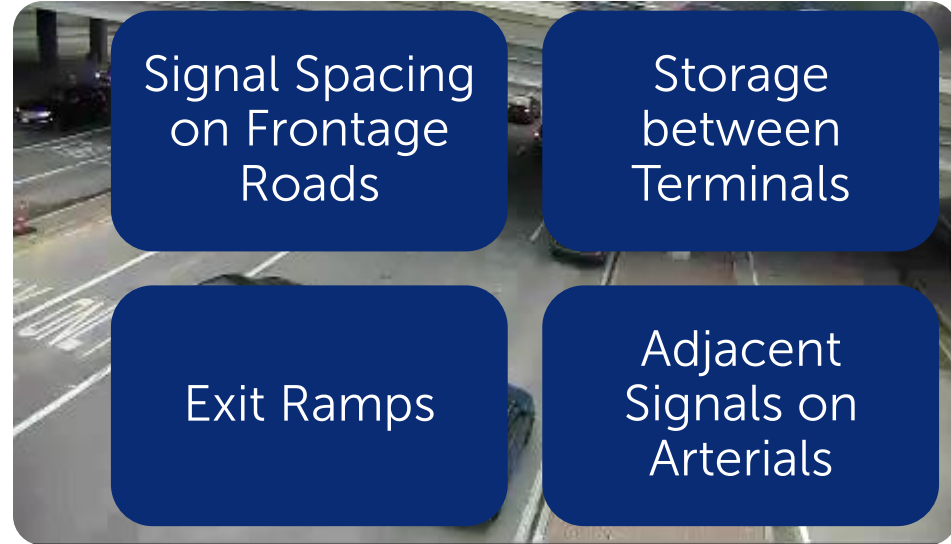 Signal Spacing
on Frontage
Roads
Storage
between
Terminals
Exit Ramps
Adjacent
Signals on
Arterials